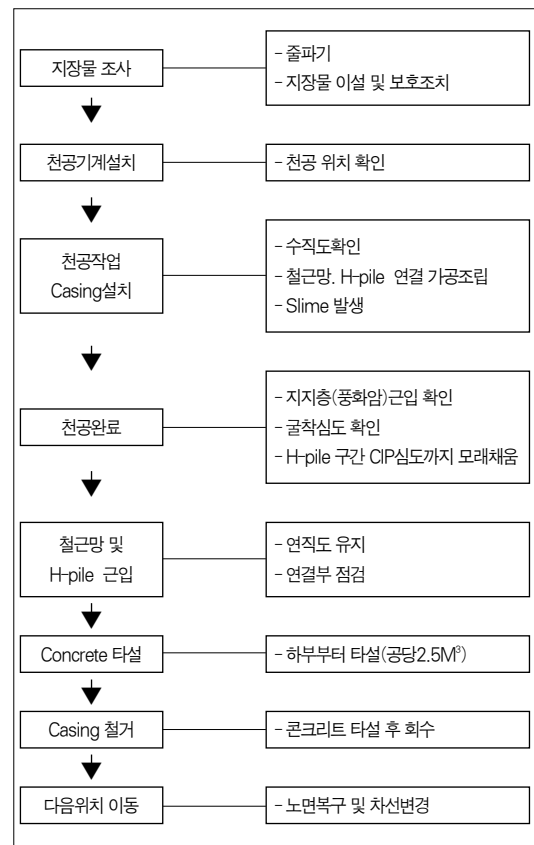 지장물 조사
- 줄파기
- 지장물 이설 및 보호조치
천공기계설치
- 천공 위치 확인
천공작업
Casing설치
- 수직도확인
- 철근망. H-pile 연결 가공조립
- Slime 발생
천공완료
- 지지층(풍화암)근입 확인
- 굴착심도 확인
- H-pile 구간 CIP심도까지 모래채움
철근망 및
H-pile 근입
- 연직도 유지
- 연결부 점검
Concrete 타설
- 하부부터 타설(공당2.5M³)
Casing 철거
- 콘크리트 타설 후 회수
다음위치 이동
- 노면복구 및 차선변경